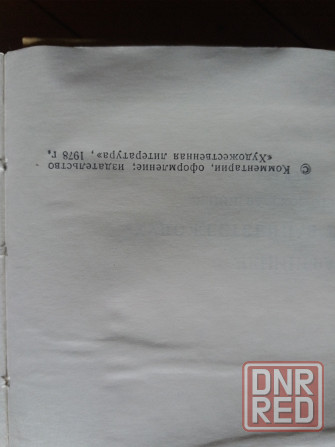 © Комментарии, оформление; издательство
«Художественная литература», 1978 г.
DNR
RED